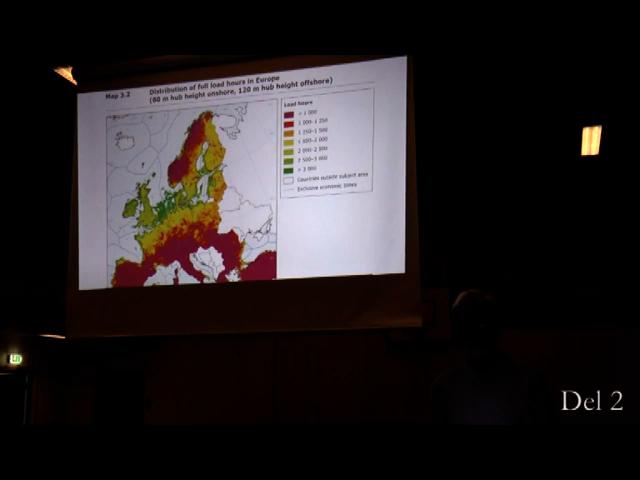 Map 3.2 Distribution of full load hours in Europe
(80 m hub height onshore, 120 m hub height offshore)
Load hours
< 1 000
1 000–1 250
1 250–1 500
1 500–2 000
2 000–2 500
2 500–3 000
> 3 000
Countries outside subject area
Exclusive economic zones
Del 2